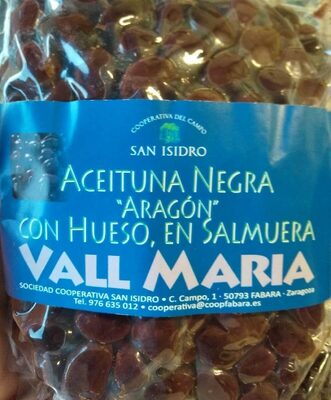 COOPERATIVA DEL CAMPO
SAN ISIDRO
ACEITUNA NEGRA
"ARAGÓN"
CON HUESO, EN SALMUERA
VALL MARIA
SOCIEDAD COOPERATIVA SAN ISIDRO • C. Campo, 1 - 50793 FABARA - Zaragoza
Tel. 976 635 012 • cooperativa@coopfabara.es